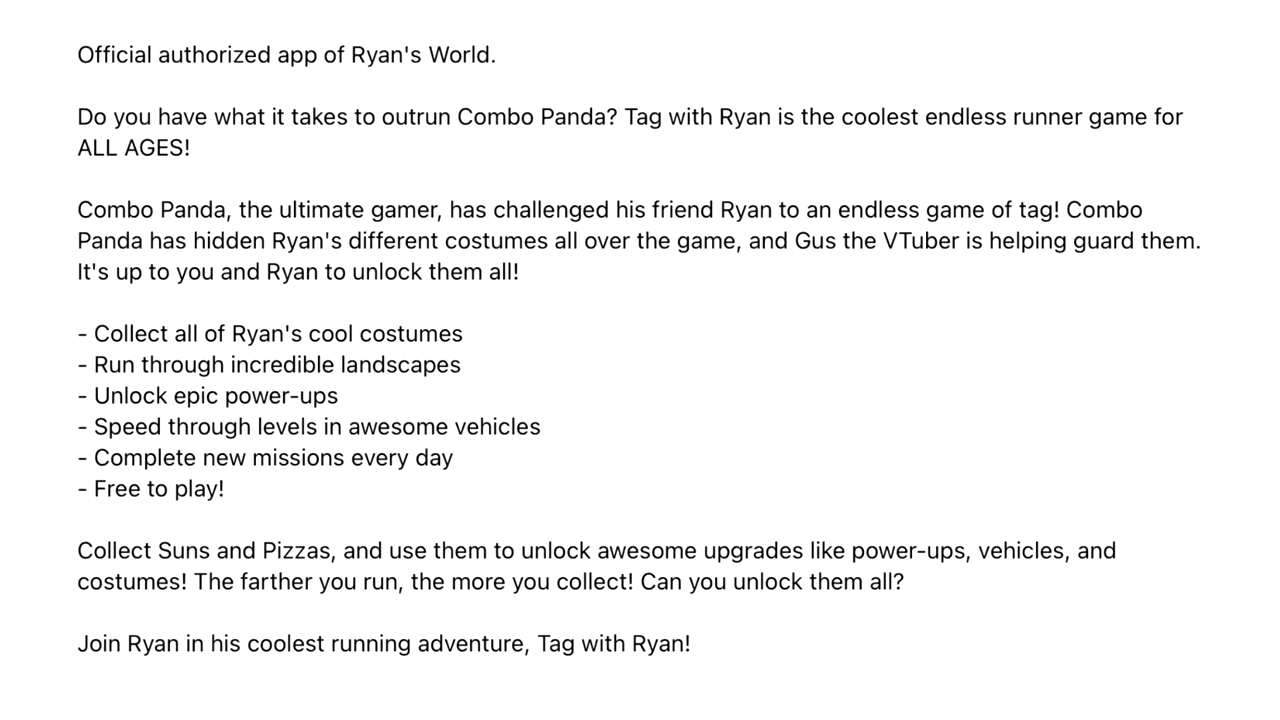 Official authorized app of Ryan's World.
Do you have what it takes to outrun Combo Panda? Tag with Ryan is the coolest endless runner game for
ALL AGES!
Combo Panda, the ultimate gamer, has challenged his friend Ryan to an endless game of tag! Combo
Panda has hidden Ryan's different costumes all over the game, and Gus the VTuber is helping guard them.
It's up to you and Ryan to unlock them all!
- Collect all of Ryan's cool costumes
- Run through incredible landscapes
- Unlock epic power-ups
- Speed through levels in awesome vehicles
- Complete new missions every day
- Free to play!
Collect Suns and Pizzas, and use them to unlock awesome upgrades like power-ups, vehicles, and
costumes! The farther you run, the more you collect! Can you unlock them all?
Join Ryan in his coolest running adventure, Tag with Ryan!